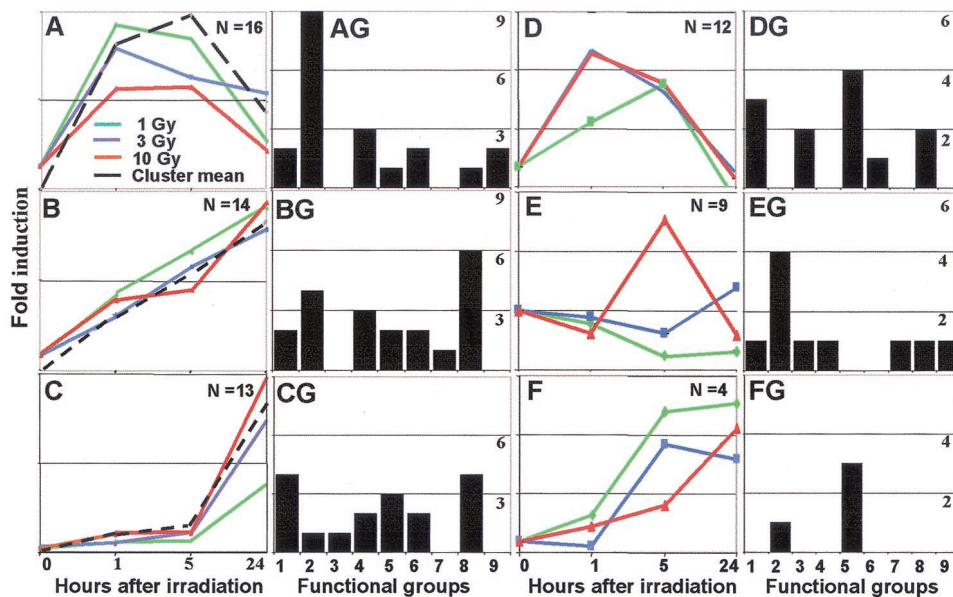 A
N =16
1 Gy
3 Gy
10 Gy
Cluster mean
AG
9
6
3
D
N =12
DG
6
4
2
B
N =14
BG
9
6
3
E
N =9
EG
6
4
2
C
N =13
CG
9
6
3
F
N =4
FG
6
4
2
Fold induction
0 1 5 24
1 2 3 4 5 6 7 8 9
0 1 5 24
1 2 3 4 5 6 7 8 9
Hours after irradiation
Functional groups
Hours after irradiation
Functional groups